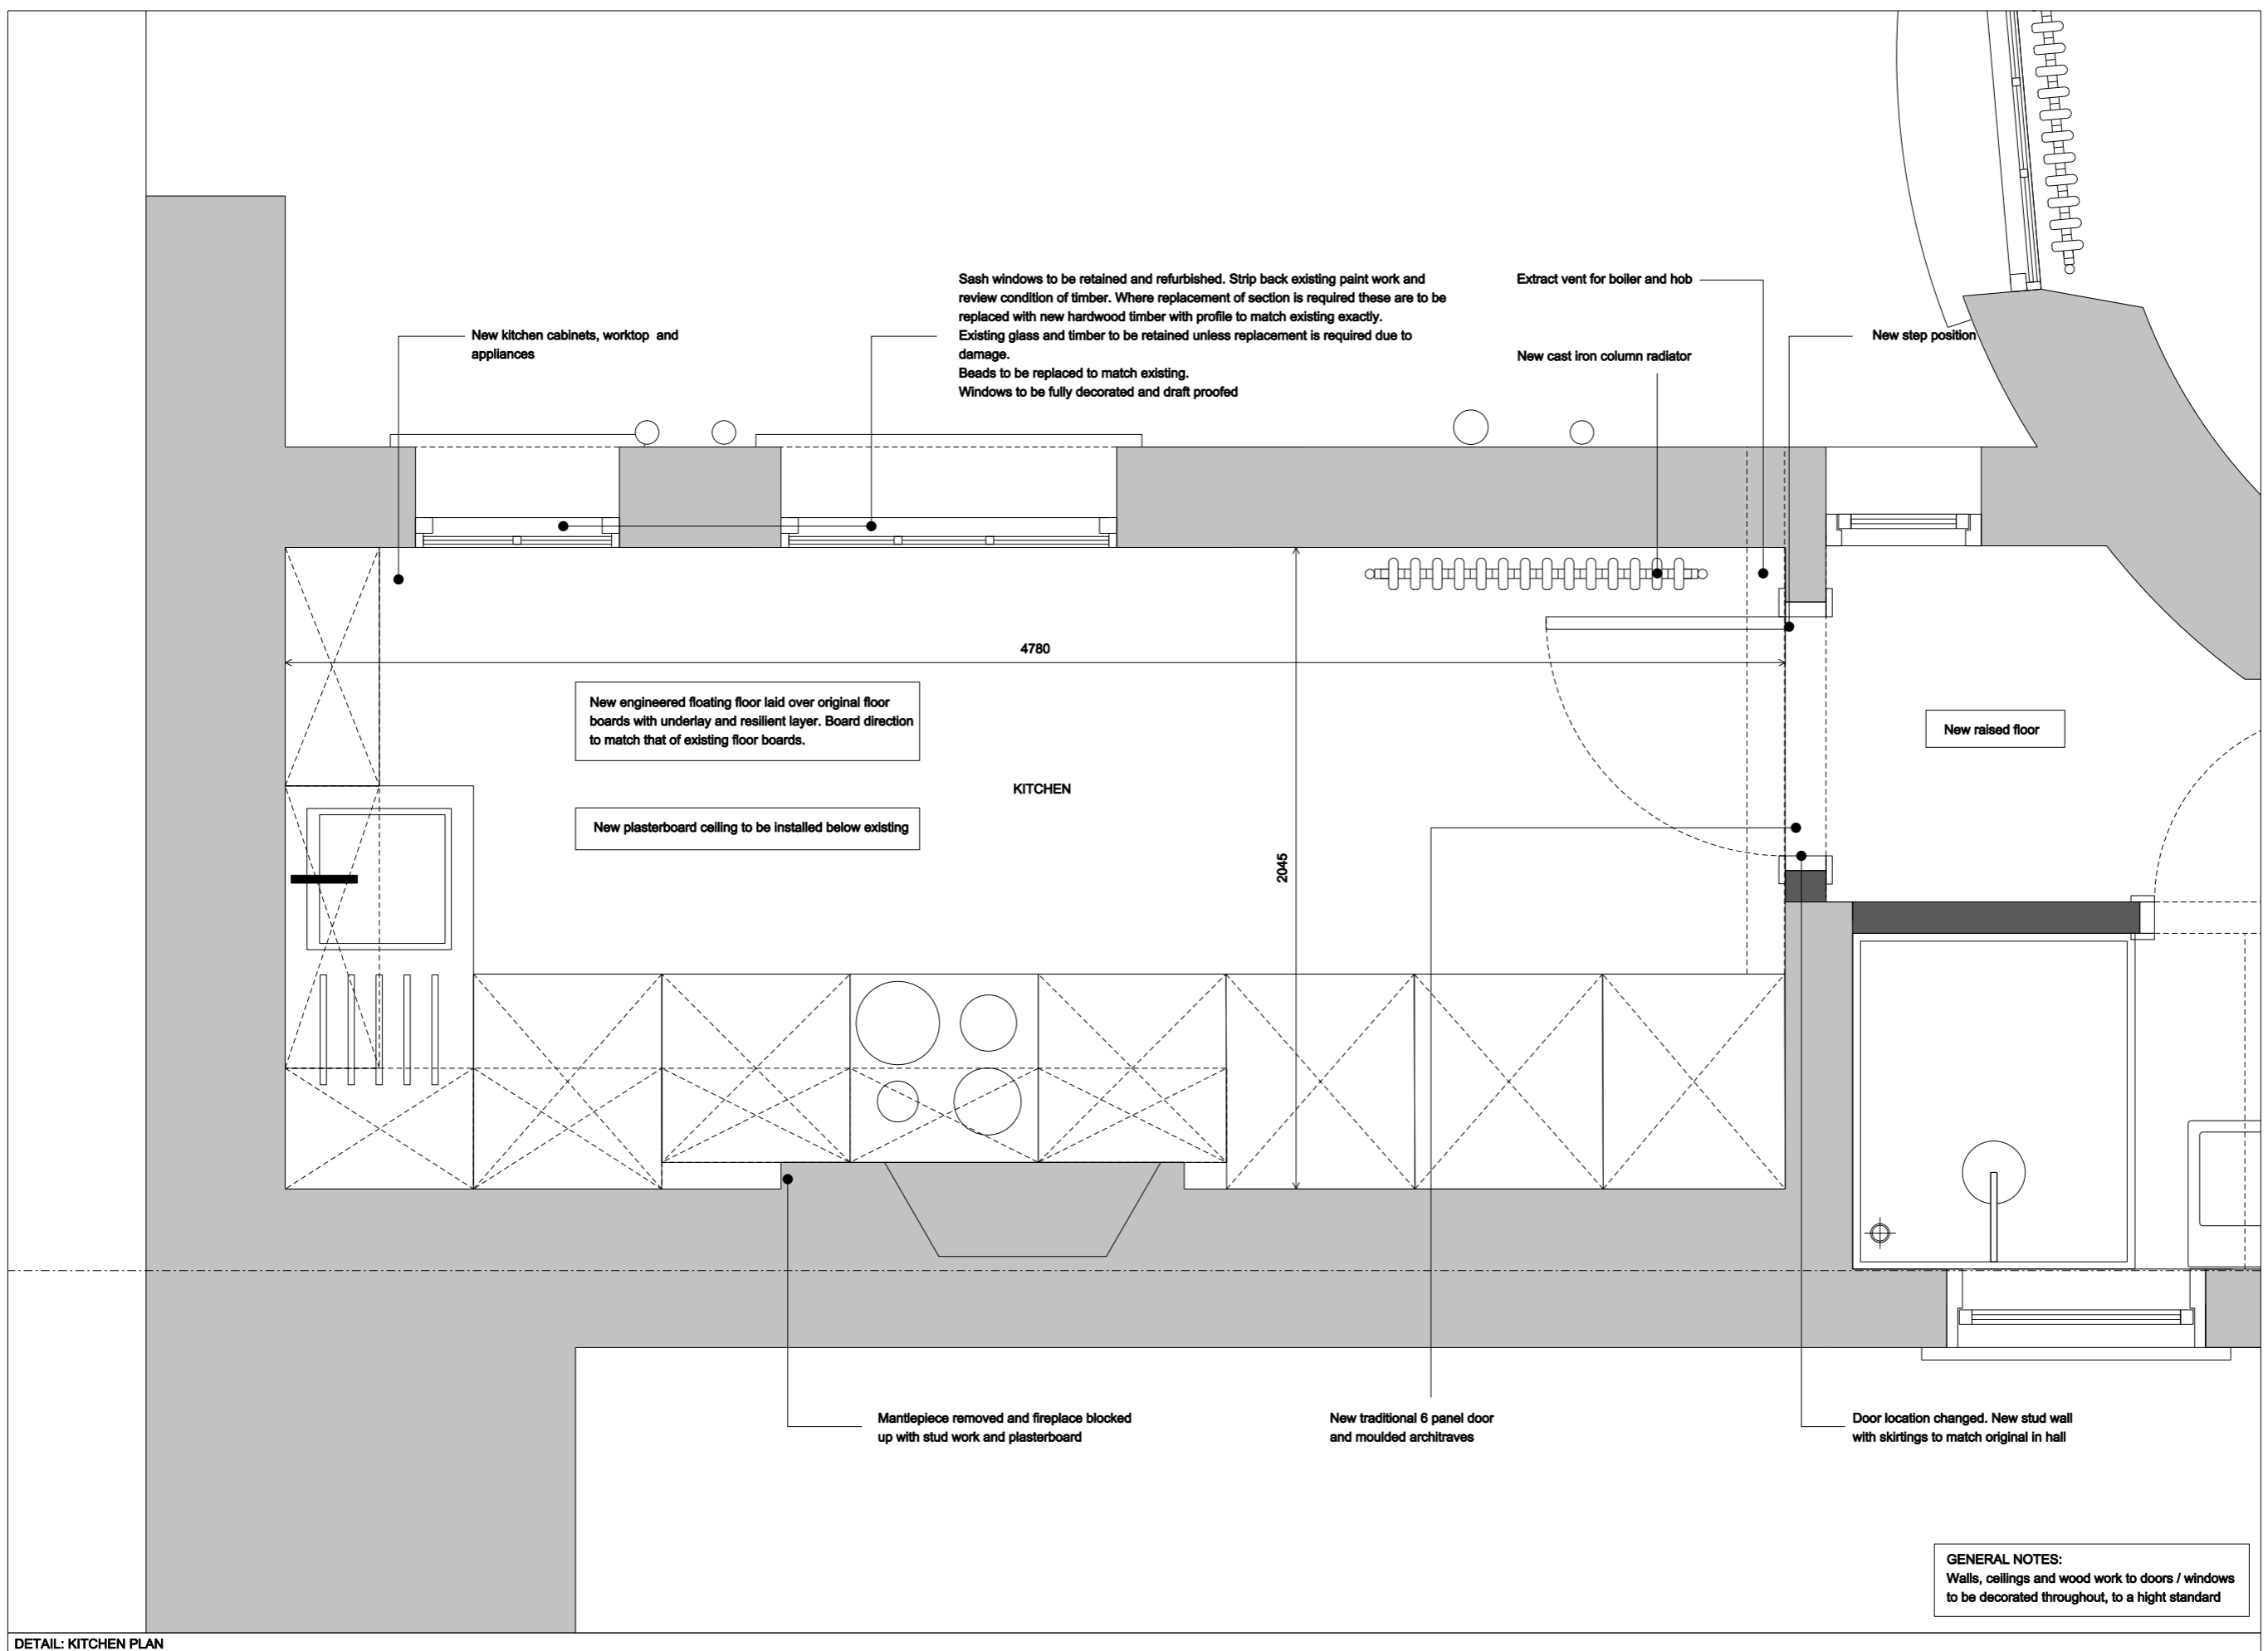 Sash windows to be retained and refurbished. Strip back existing paint work and
review condition of timber. Where replacement of section is required these are to be
replaced with new hardwood timber with profile to match existing exactly.
Existing glass and timber to be retained unless replacement is required due to
damage.
Beads to be replaced to match existing.
Windows to be fully decorated and draft proofed
Extract vent for boiler and hob
New kitchen cabinets, worktop and
appliances
New step position
New cast iron column radiator
4780
New engineered floating floor laid over original floor
boards with underlay and resilient layer. Board direction
to match that of existing floor boards.
New raised floor
KITCHEN
New plasterboard ceiling to be installed below existing
2045
Mantlepiece removed and fireplace blocked
up with stud work and plasterboard
New traditional 6 panel door
and moulded architraves
Door location changed. New stud wall
with skirtings to match original in hall
GENERAL NOTES:
Walls, ceilings and wood work to doors / windows
to be decorated throughout, to a hight standard
DETAIL: KITCHEN PLAN